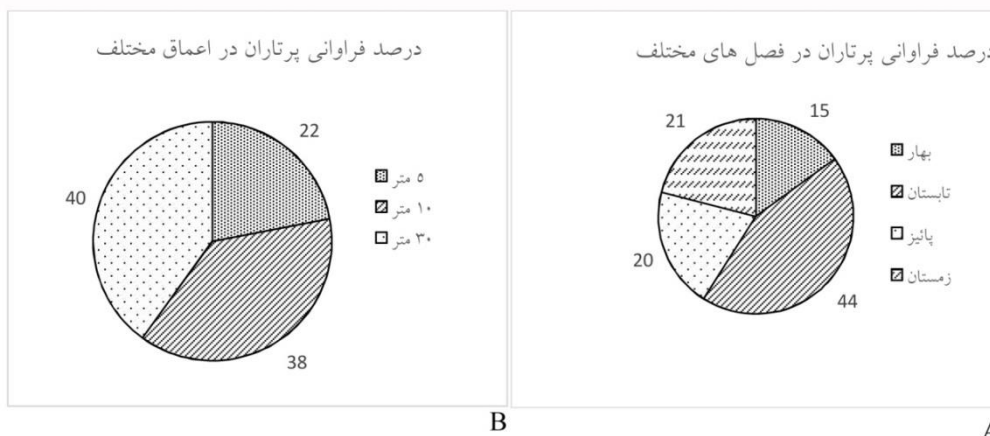 درصد فراوانی پرتاران در فصل های مختلف
15
21
20
44
بهار
تابستان
پائیز
زمستان
A
درصد فراوانی پرتاران در اعماق مختلف
22
40
38
۵ متر
۱۰ متر
۳۰ متر
B